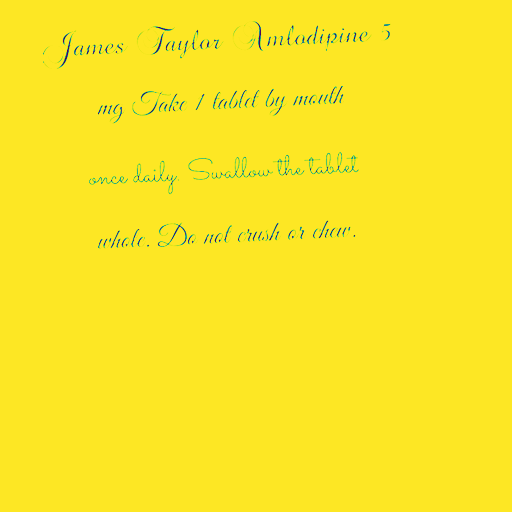 James Taylor Amlodipine 5
mg Take 1 tablet by mouth
once daily. Swallow the tablet
whole. Do not crush or chew.